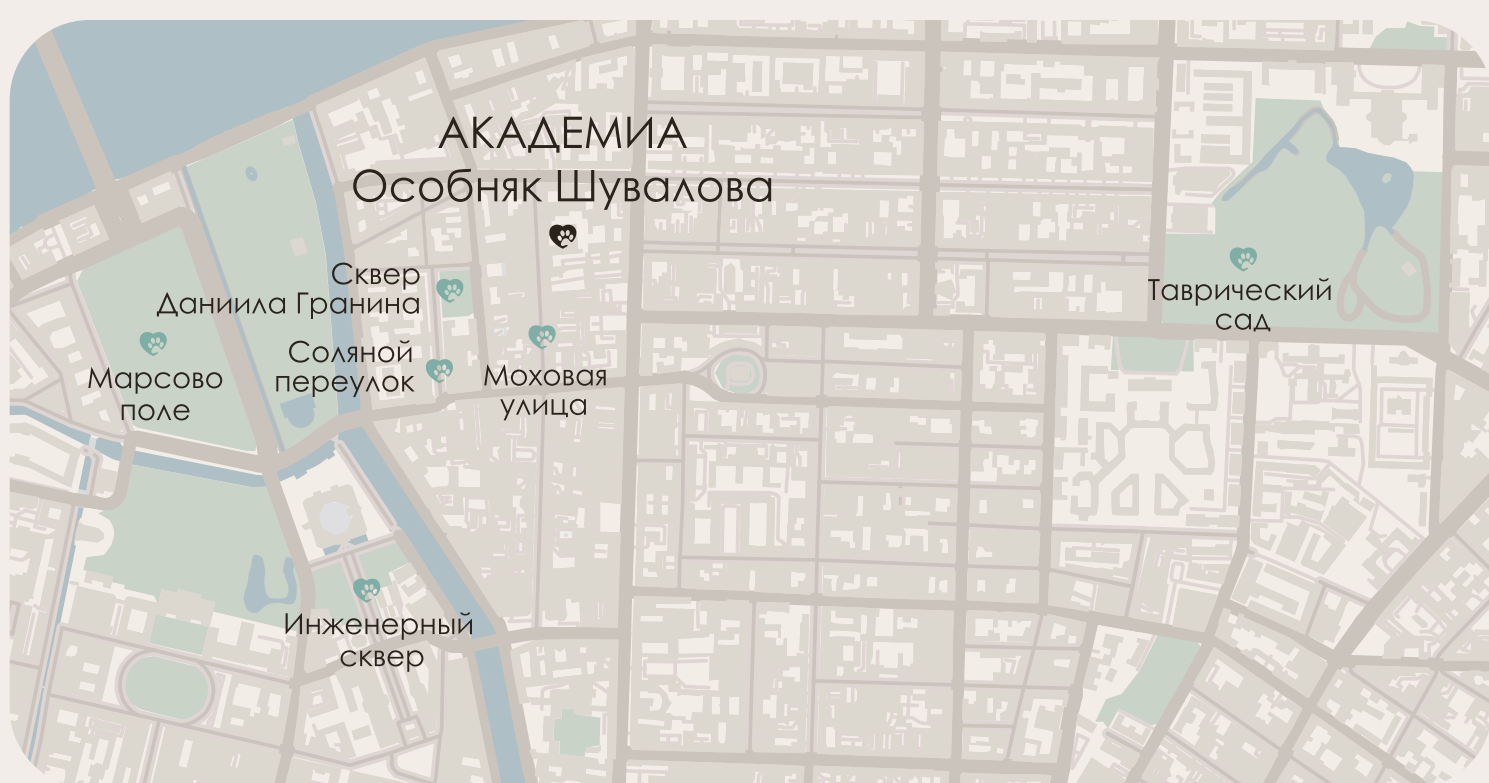 АКАДЕМИА
Особняк Шувалова
Сквер
Даниила Гранина
Соляной
переулок
Марсово
поле
Моховая
улица
Таврический
сад
Инженерный
сквер